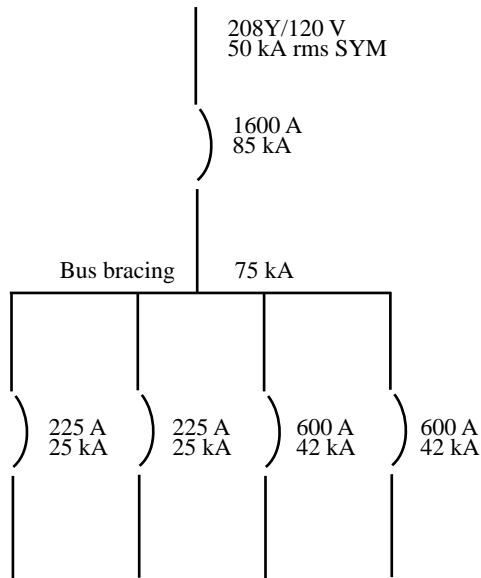 208Y/120 V
50 kA rms SYM
1600 A
85 kA
Bus bracing 75 kA
225 A
25 kA
225 A
25 kA
600 A
42 kA
600 A
42 kA